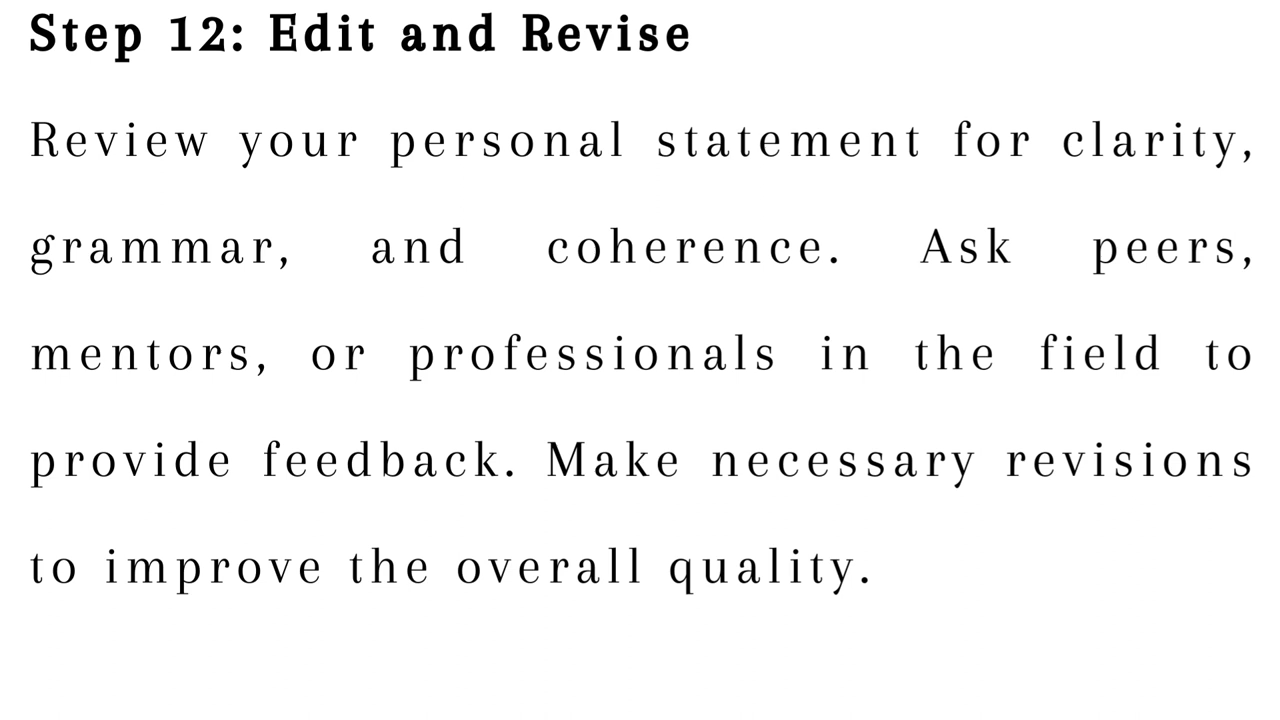 Step 12: Edit and Revise
Review your personal statement for clarity,
grammar, and coherence. Ask peers,
mentors, or professionals in the field to
provide feedback. Make necessary revisions
to improve the overall quality.